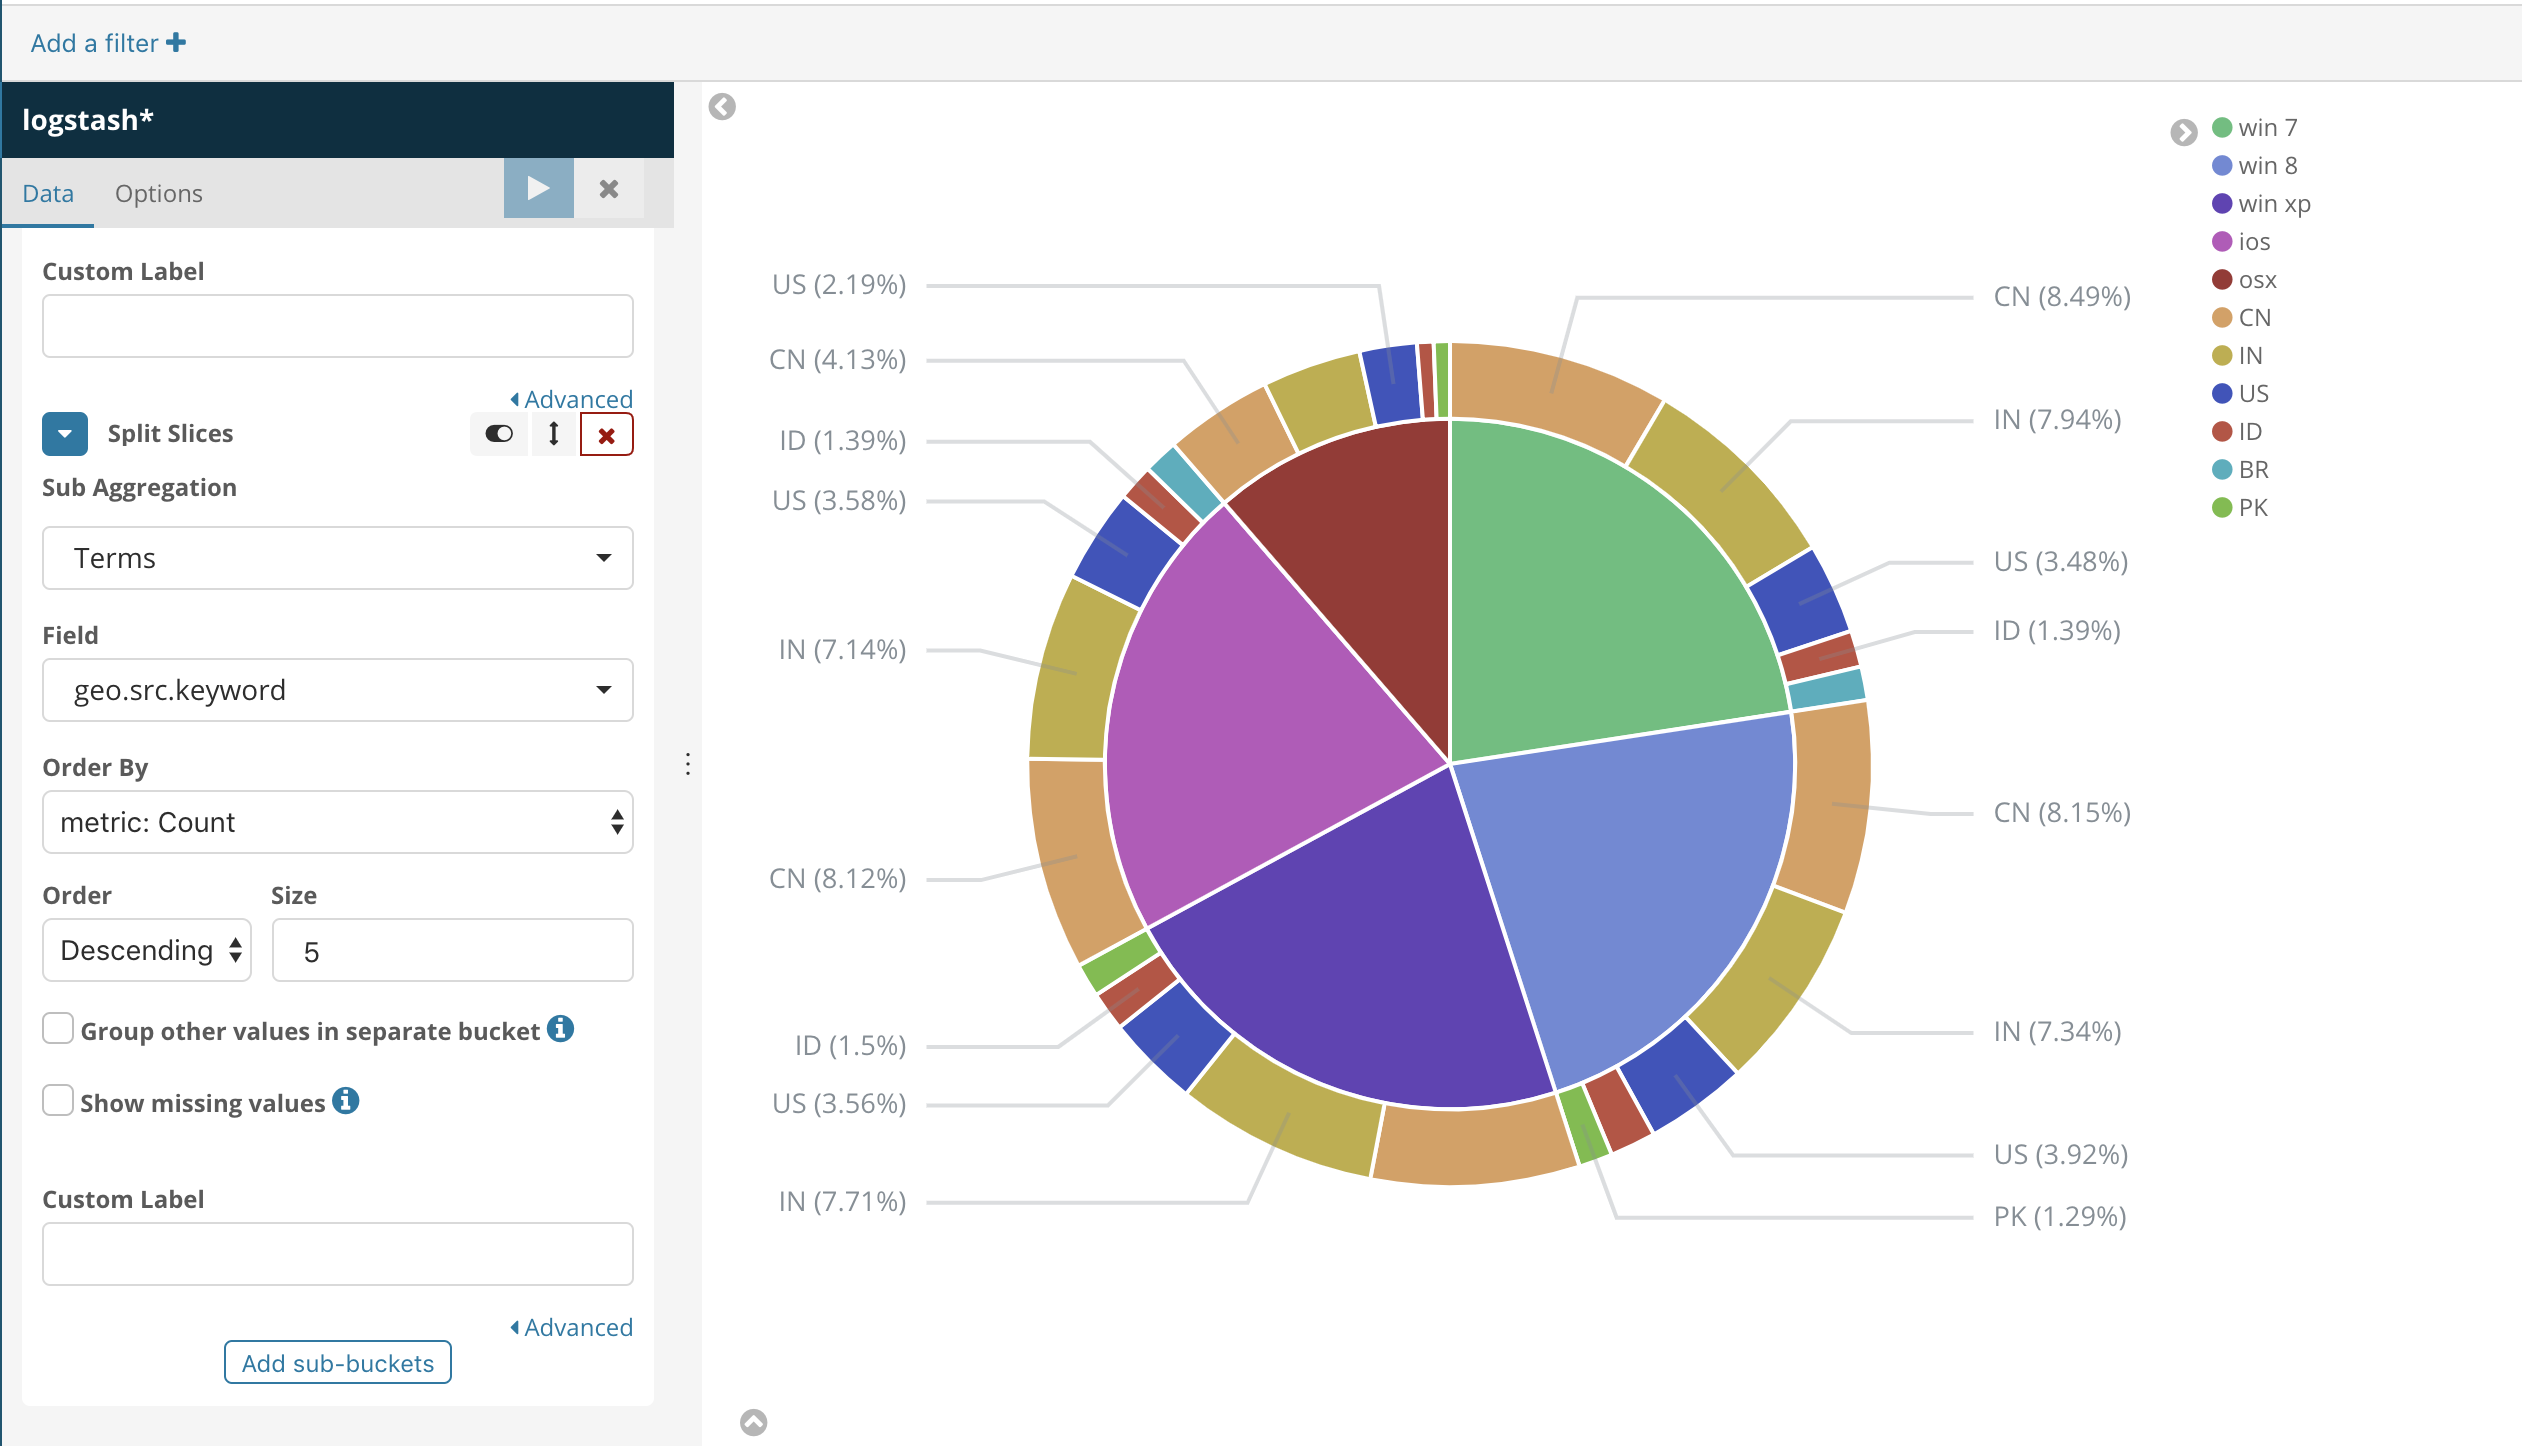 Add a filter
logstash*
Data Options
Custom Label
Advanced
Split Slices
Sub Aggregation
Terms
Field
geo.src.keyword
Order By
metric: Count
Order Size
Descending 5
Group other values in separate bucket
Show missing values
Custom Label
Advanced
Add sub-buckets
US (2.19%)
CN (4.13%)
ID (1.39%)
US (3.58%)
IN (7.14%)
CN (8.12%)
ID (1.5%)
US (3.56%)
IN (7.71%)
CN (8.49%)
IN (7.94%)
US (3.48%)
ID (1.39%)
CN (8.15%)
IN (7.34%)
US (3.92%)
PK (1.29%)
win 7
win 8
win xp
ios
osx
CN
IN
US
ID
BR
PK